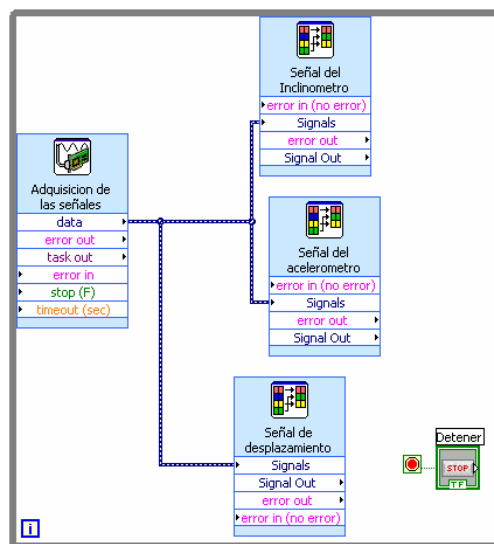 Señal del
Inclinometro
error in (no error)
Signals
error out
Signal Out
Adquisicion de
las señales
data
error out
task out
error in
stop (F)
timeout (sec)
Señal del
acelerometro
error in (no error)
Signals
error out
Signal Out
Señal de
desplazamiento
Signals
Signal Out
error out
error in (no error)
Detener
STOP
TF
i